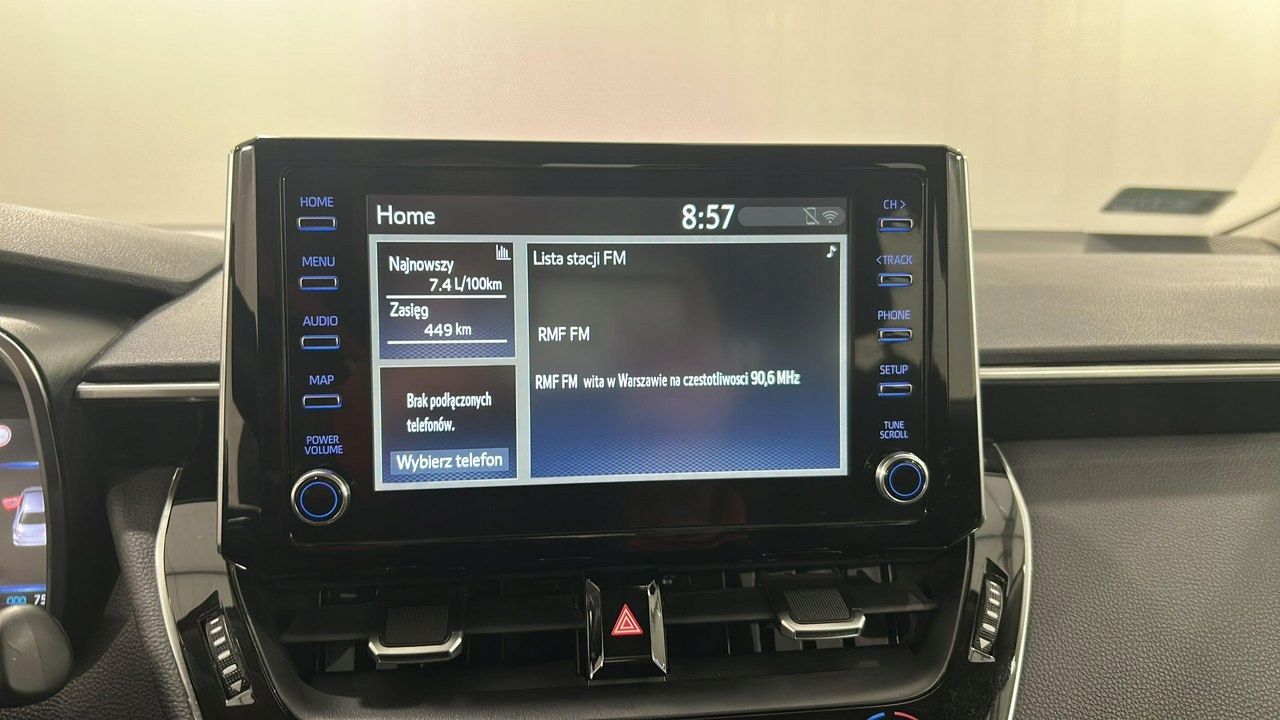 HOME
MENU
AUDIO
MAP
POWER
VOLUME
Home
8:57
Najnowszy
7.4 L/100km
Zasięg
449 km
Brak podłączonych
telefonów.
Wybierz telefon
Lista stacji FM
RMF FM
RMF FM wita w Warszawie na czestotliwosci 90,6 MHz
CH >
< TRACK
PHONE
SETUP
TUNE
SCROLL